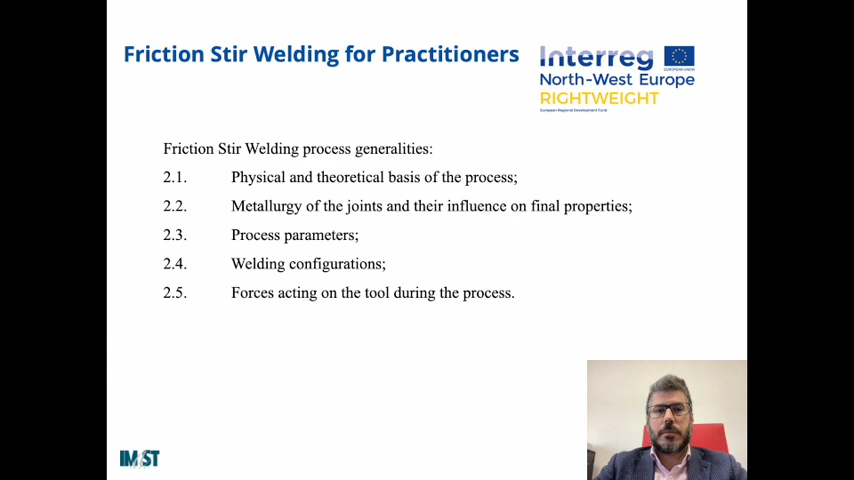 Friction Stir Welding for Practitioners
Interreg
EUROPEAN UNION
North-West Europe
RIGHTWEIGHT
European Regional Development Fund
Friction Stir Welding process generalities:
2.1. Physical and theoretical basis of the process;
2.2. Metallurgy of the joints and their influence on final properties;
2.3. Process parameters;
2.4. Welding configurations;
2.5. Forces acting on the tool during the process.